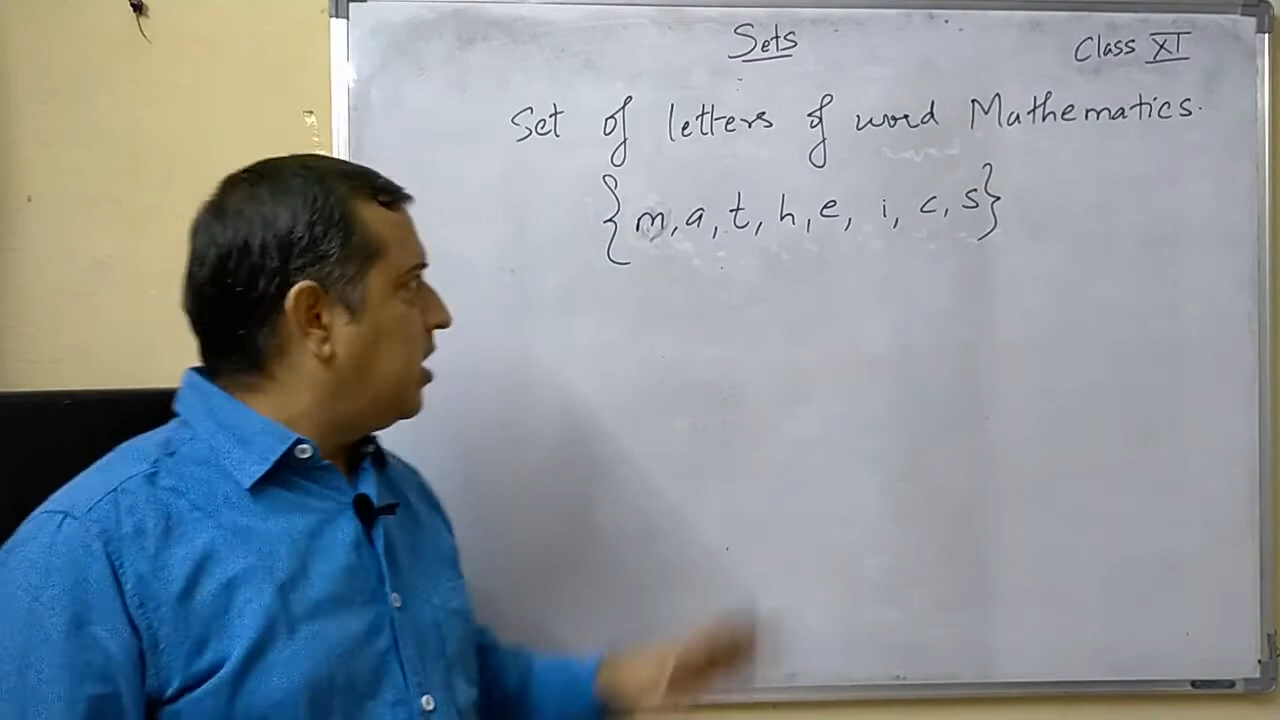 Sets
Class XI
Set of letters of word Mathematics.
{m, a, t, h, e, i, c, s}